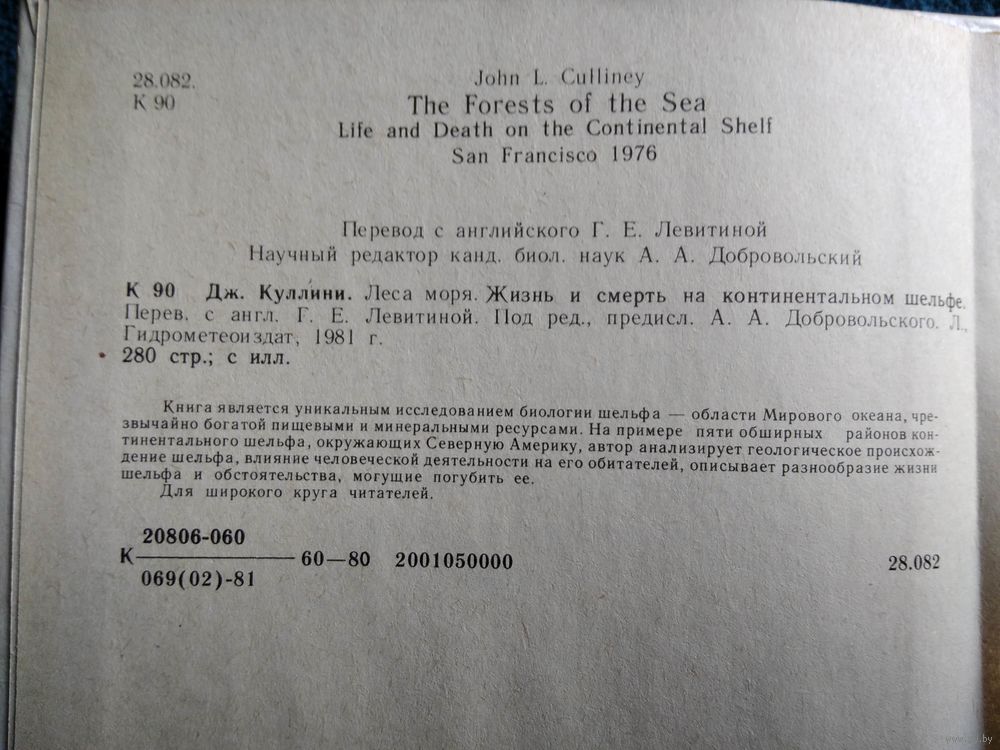 28.082.
К 90
John L. Culliney
The Forests of the Sea
Life and Death on the Continental Shelf
San Francisco 1976
Перевод с английского Г. Е. Левитиной
Научный редактор канд. биол. наук А. А. Добровольский
К 90 Дж. Куллини. Леса моря. Жизнь и смерть на континентальном шельфе.
Перев. с англ. Г. Е. Левитиной. Под ред., предисл. А. А. Добровольского. Л.,
Гидрометеоиздат, 1981 г.
280 стр.; с илл.
Книга является уникальным исследованием биологии шельфа — области Мирового океана, чре-
звычайно богатой пищевыми и минеральными ресурсами. На примере пяти обширных районов кон-
тинентального шельфа, окружающих Северную Америку, автор анализирует геологическое происхож-
дение шельфа, влияние человеческой деятельности на его обитателей, описывает разнообразие жизни
шельфа и обстоятельства, могущие погубить ее.
Для широкого круга читателей.
20806-060
К 60—80 2001050000 28.082
069(02)-81